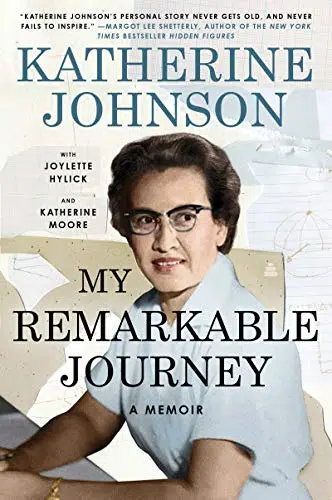 "KATHERINE JOHNSON'S PERSONAL STORY NEVER GETS OLD, AND NEVER
FAILS TO INSPIRE." —MARGOT LEE SHETTERLY, AUTHOR OF THE NEW YORK
TIMES BESTSELLER HIDDEN FIGURES
KATHERINE
JOHNSON
WITH
JOYLETTE
HYLICK
AND
KATHERINE
MOORE
MY
REMARKABLE
JOURNEY
A MEMOIR